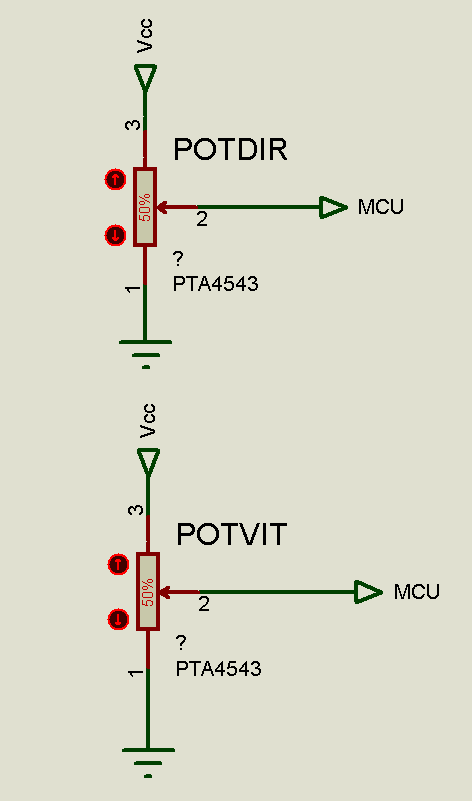 Vcc
3
POTDIR
50%
2
MCU
?
PTA4543
1
Vcc
3
POTVIT
50%
2
MCU
?
PTA4543
1